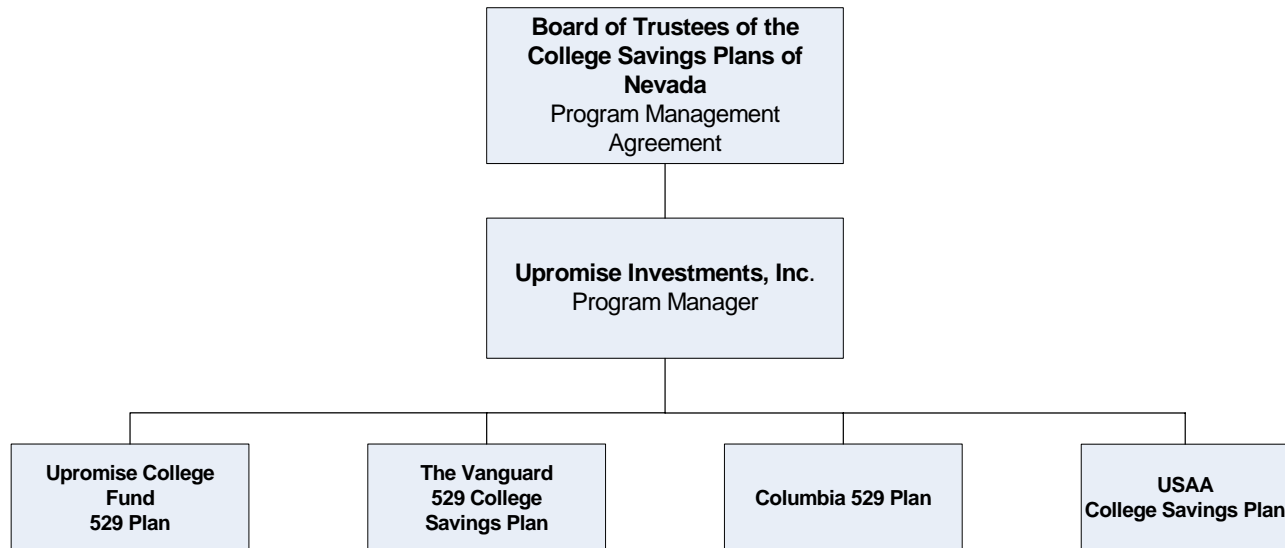 Board of Trustees of the
College Savings Plans of
Nevada
Program Management
Agreement
Upromise Investments, Inc.
Program Manager
Upromise College
Fund
529 Plan
The Vanguard
529 College
Savings Plan
Columbia 529 Plan
USAA
College Savings Plan